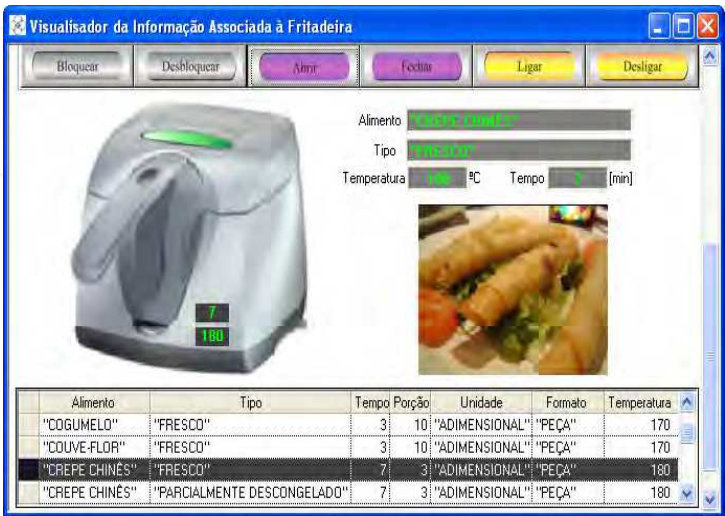 Visualisador da Informação Associada à Fritadeira
Bloquear Desbloquear Abrir Fechar Ligar Desligar
Alimento "CREPE CHINÊS"
Tipo "FRESCO"
Temperatura 180 ºC Tempo 7 [min]
7
180
Alimento Tipo Tempo Porção Unidade Formato Temperatura
"COGUMELO" "FRESCO" 3 10 "ADIMENSIONAL" "PEÇA" 170
"COUVE-FLOR" "FRESCO" 3 10 "ADIMENSIONAL" "PEÇA" 170
"CREPE CHINÊS" "FRESCO" 7 3 "ADIMENSIONAL" "PEÇA" 180
"CREPE CHINÊS" "PARCIALMENTE DESCONGELADO" 7 3 "ADIMENSIONAL" "PEÇA" 180